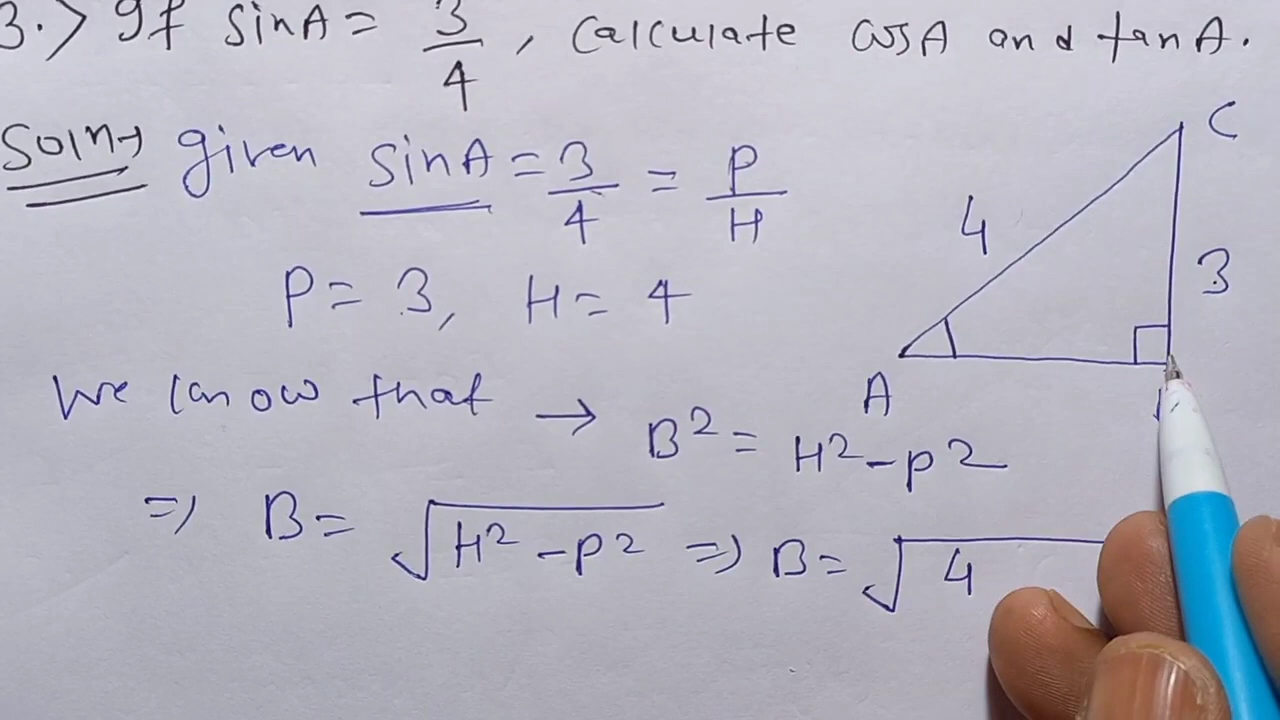 3.> If sinA = 3/4, Calculate cosA and tanA.
Soln→ given sinA = 3/4 = P/H
P = 3, H = 4
We know that → B² = H² - P²
⇒ B = √(H² - P²) ⇒ B = √4
C
4
3
A